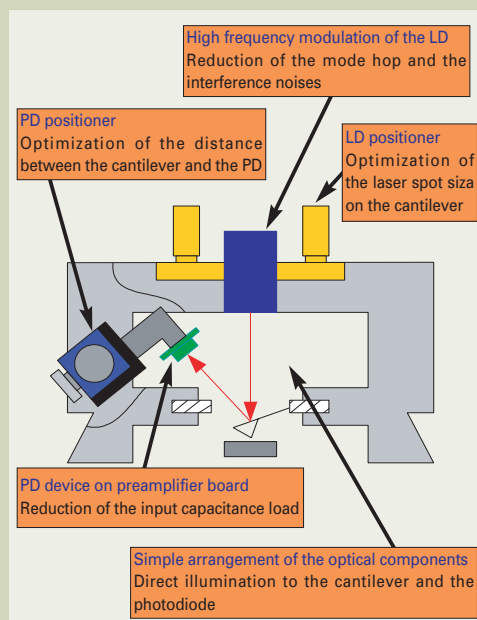 High frequency modulation of the LD
Reduction of the mode hop and the
interference noises
PD positioner
Optimization of the distance
between the cantilever and the PD
LD positioner
Optimization of
the laser spot siza
on the cantilever
PD device on preamplifier board
Reduction of the input capacitance load
Simple arrangement of the optical components
Direct illumination to the cantilever and the
photodiode